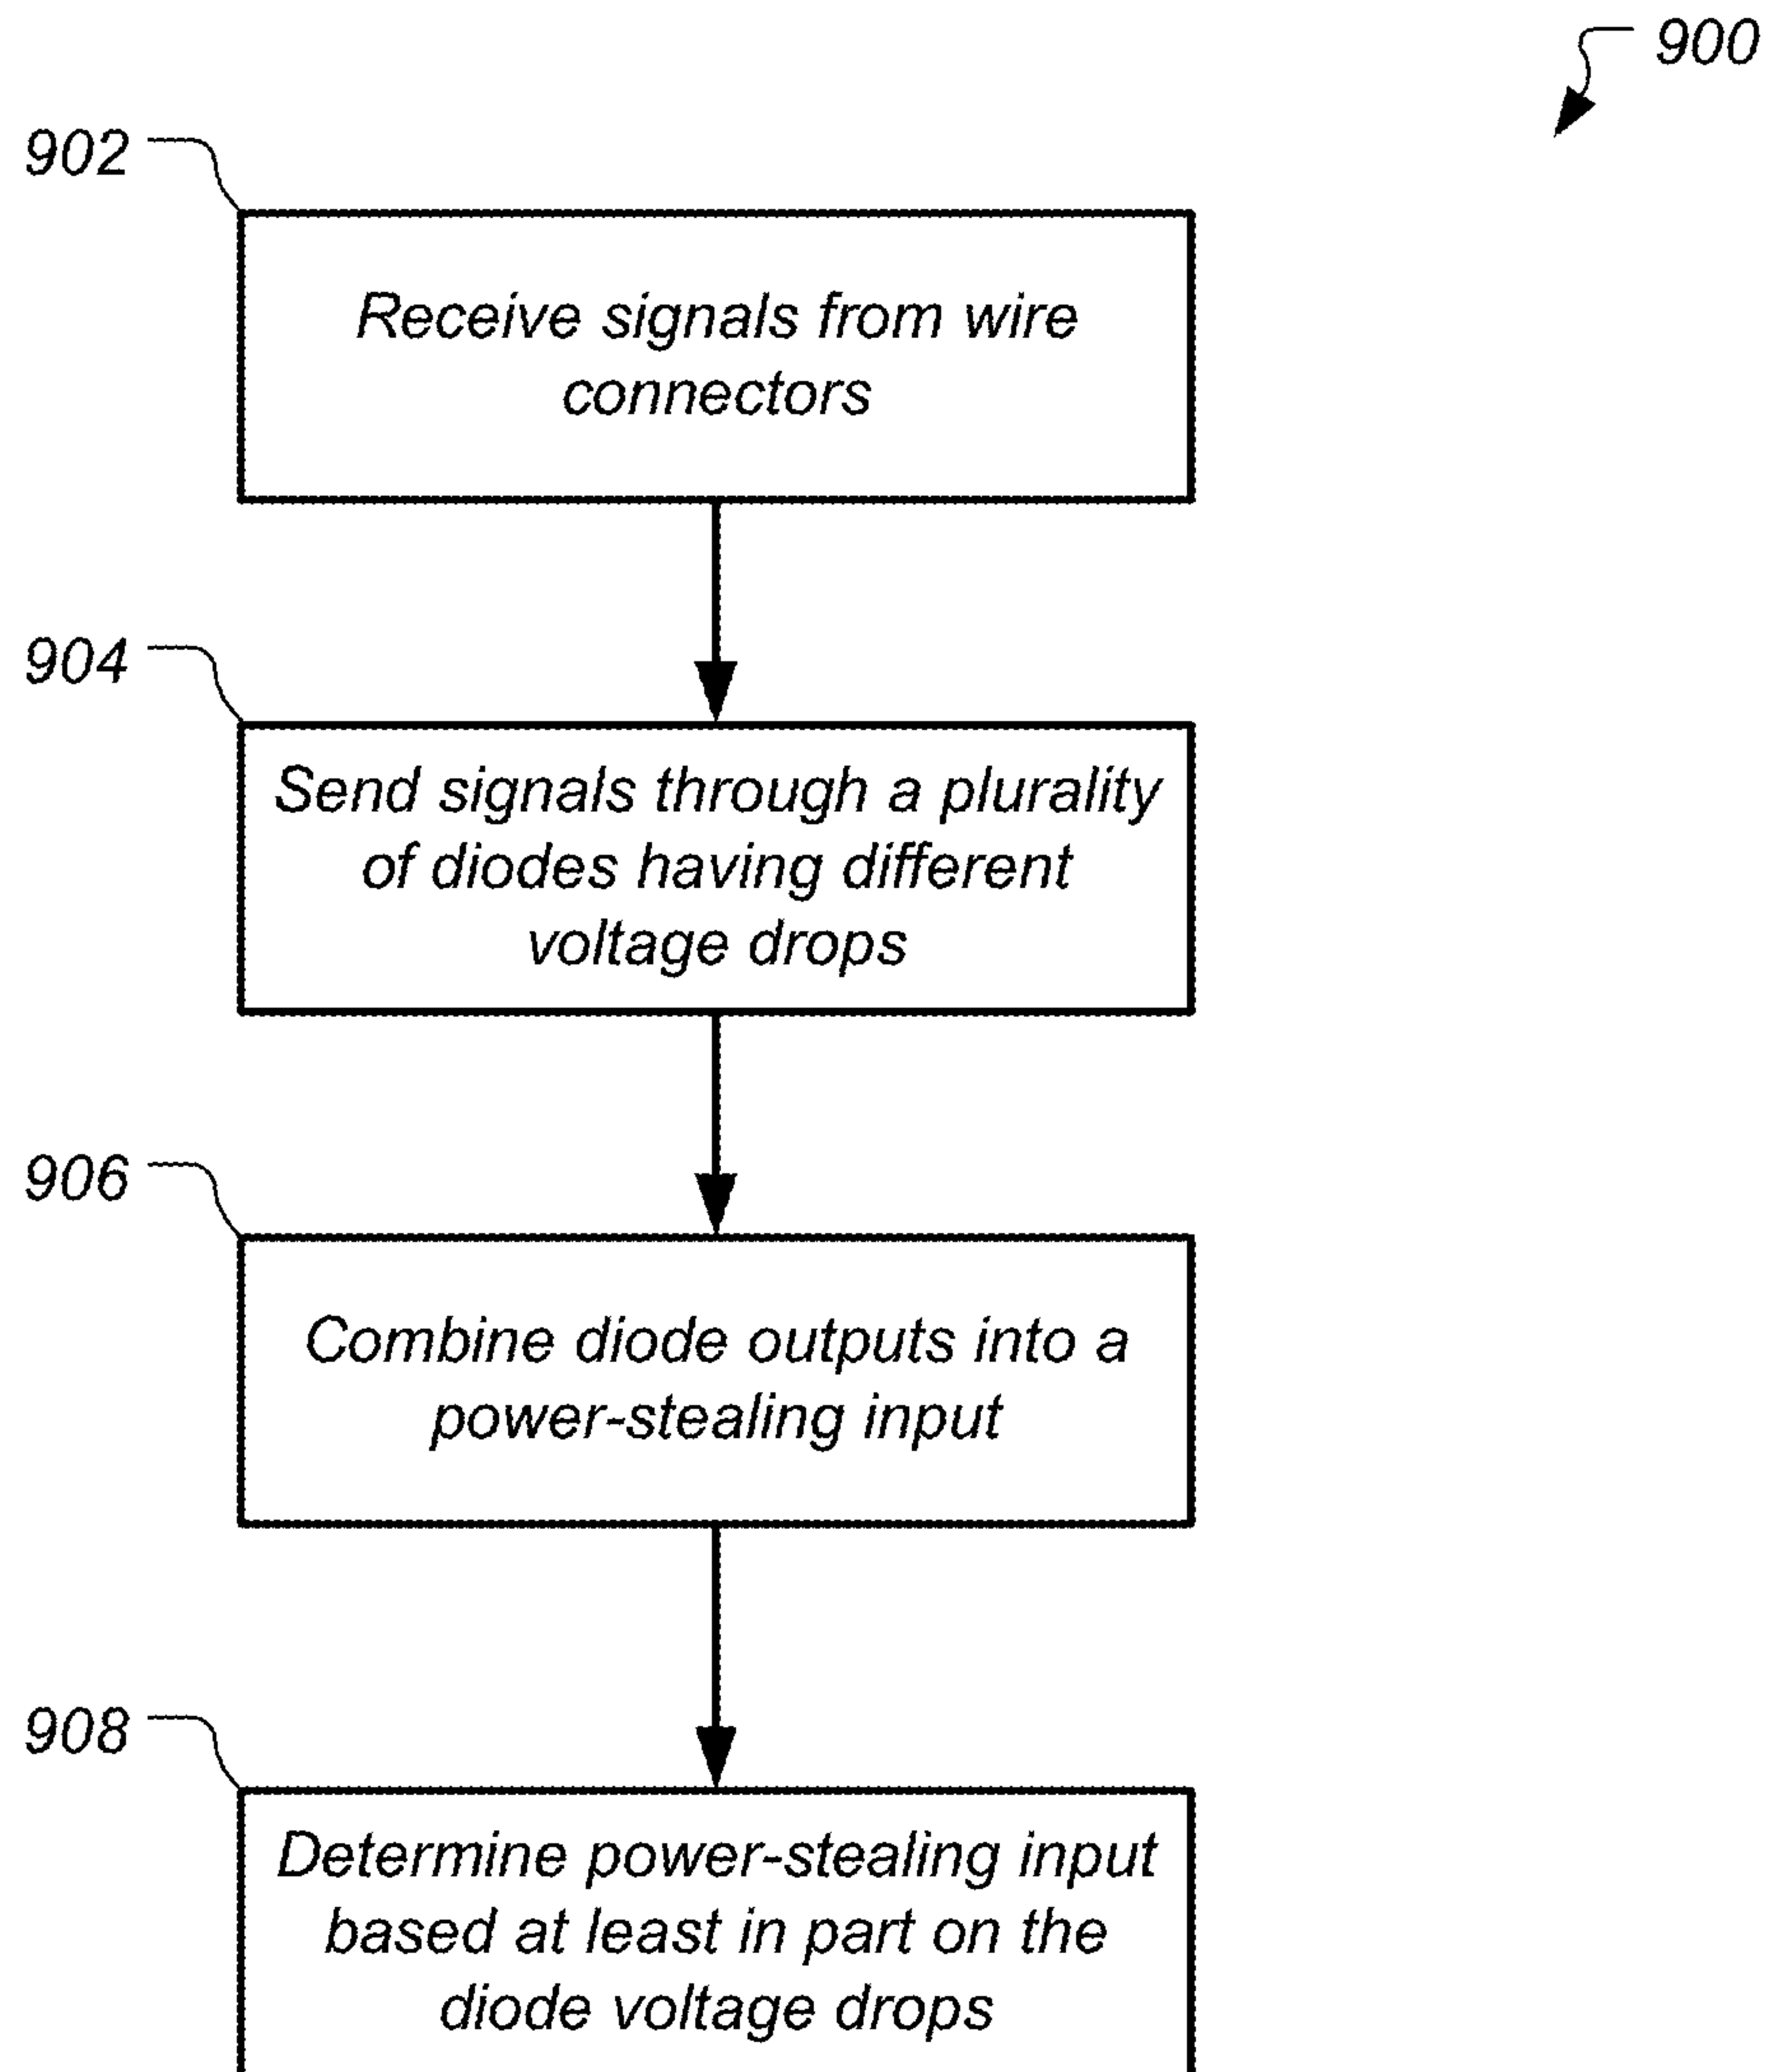 900
902
Receive signals from wire
connectors
904
Send signals through a plurality
of diodes having different
voltage drops
906
Combine diode outputs into a
power-stealing input
908
Determine power-stealing input
based at least in part on the
diode voltage drops